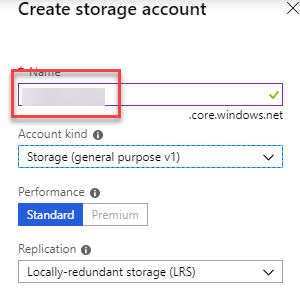 Create storage account
* Name
.core.windows.net
Account kind
Storage (general purpose v1)
Performance
Standard Premium
Replication
Locally-redundant storage (LRS)